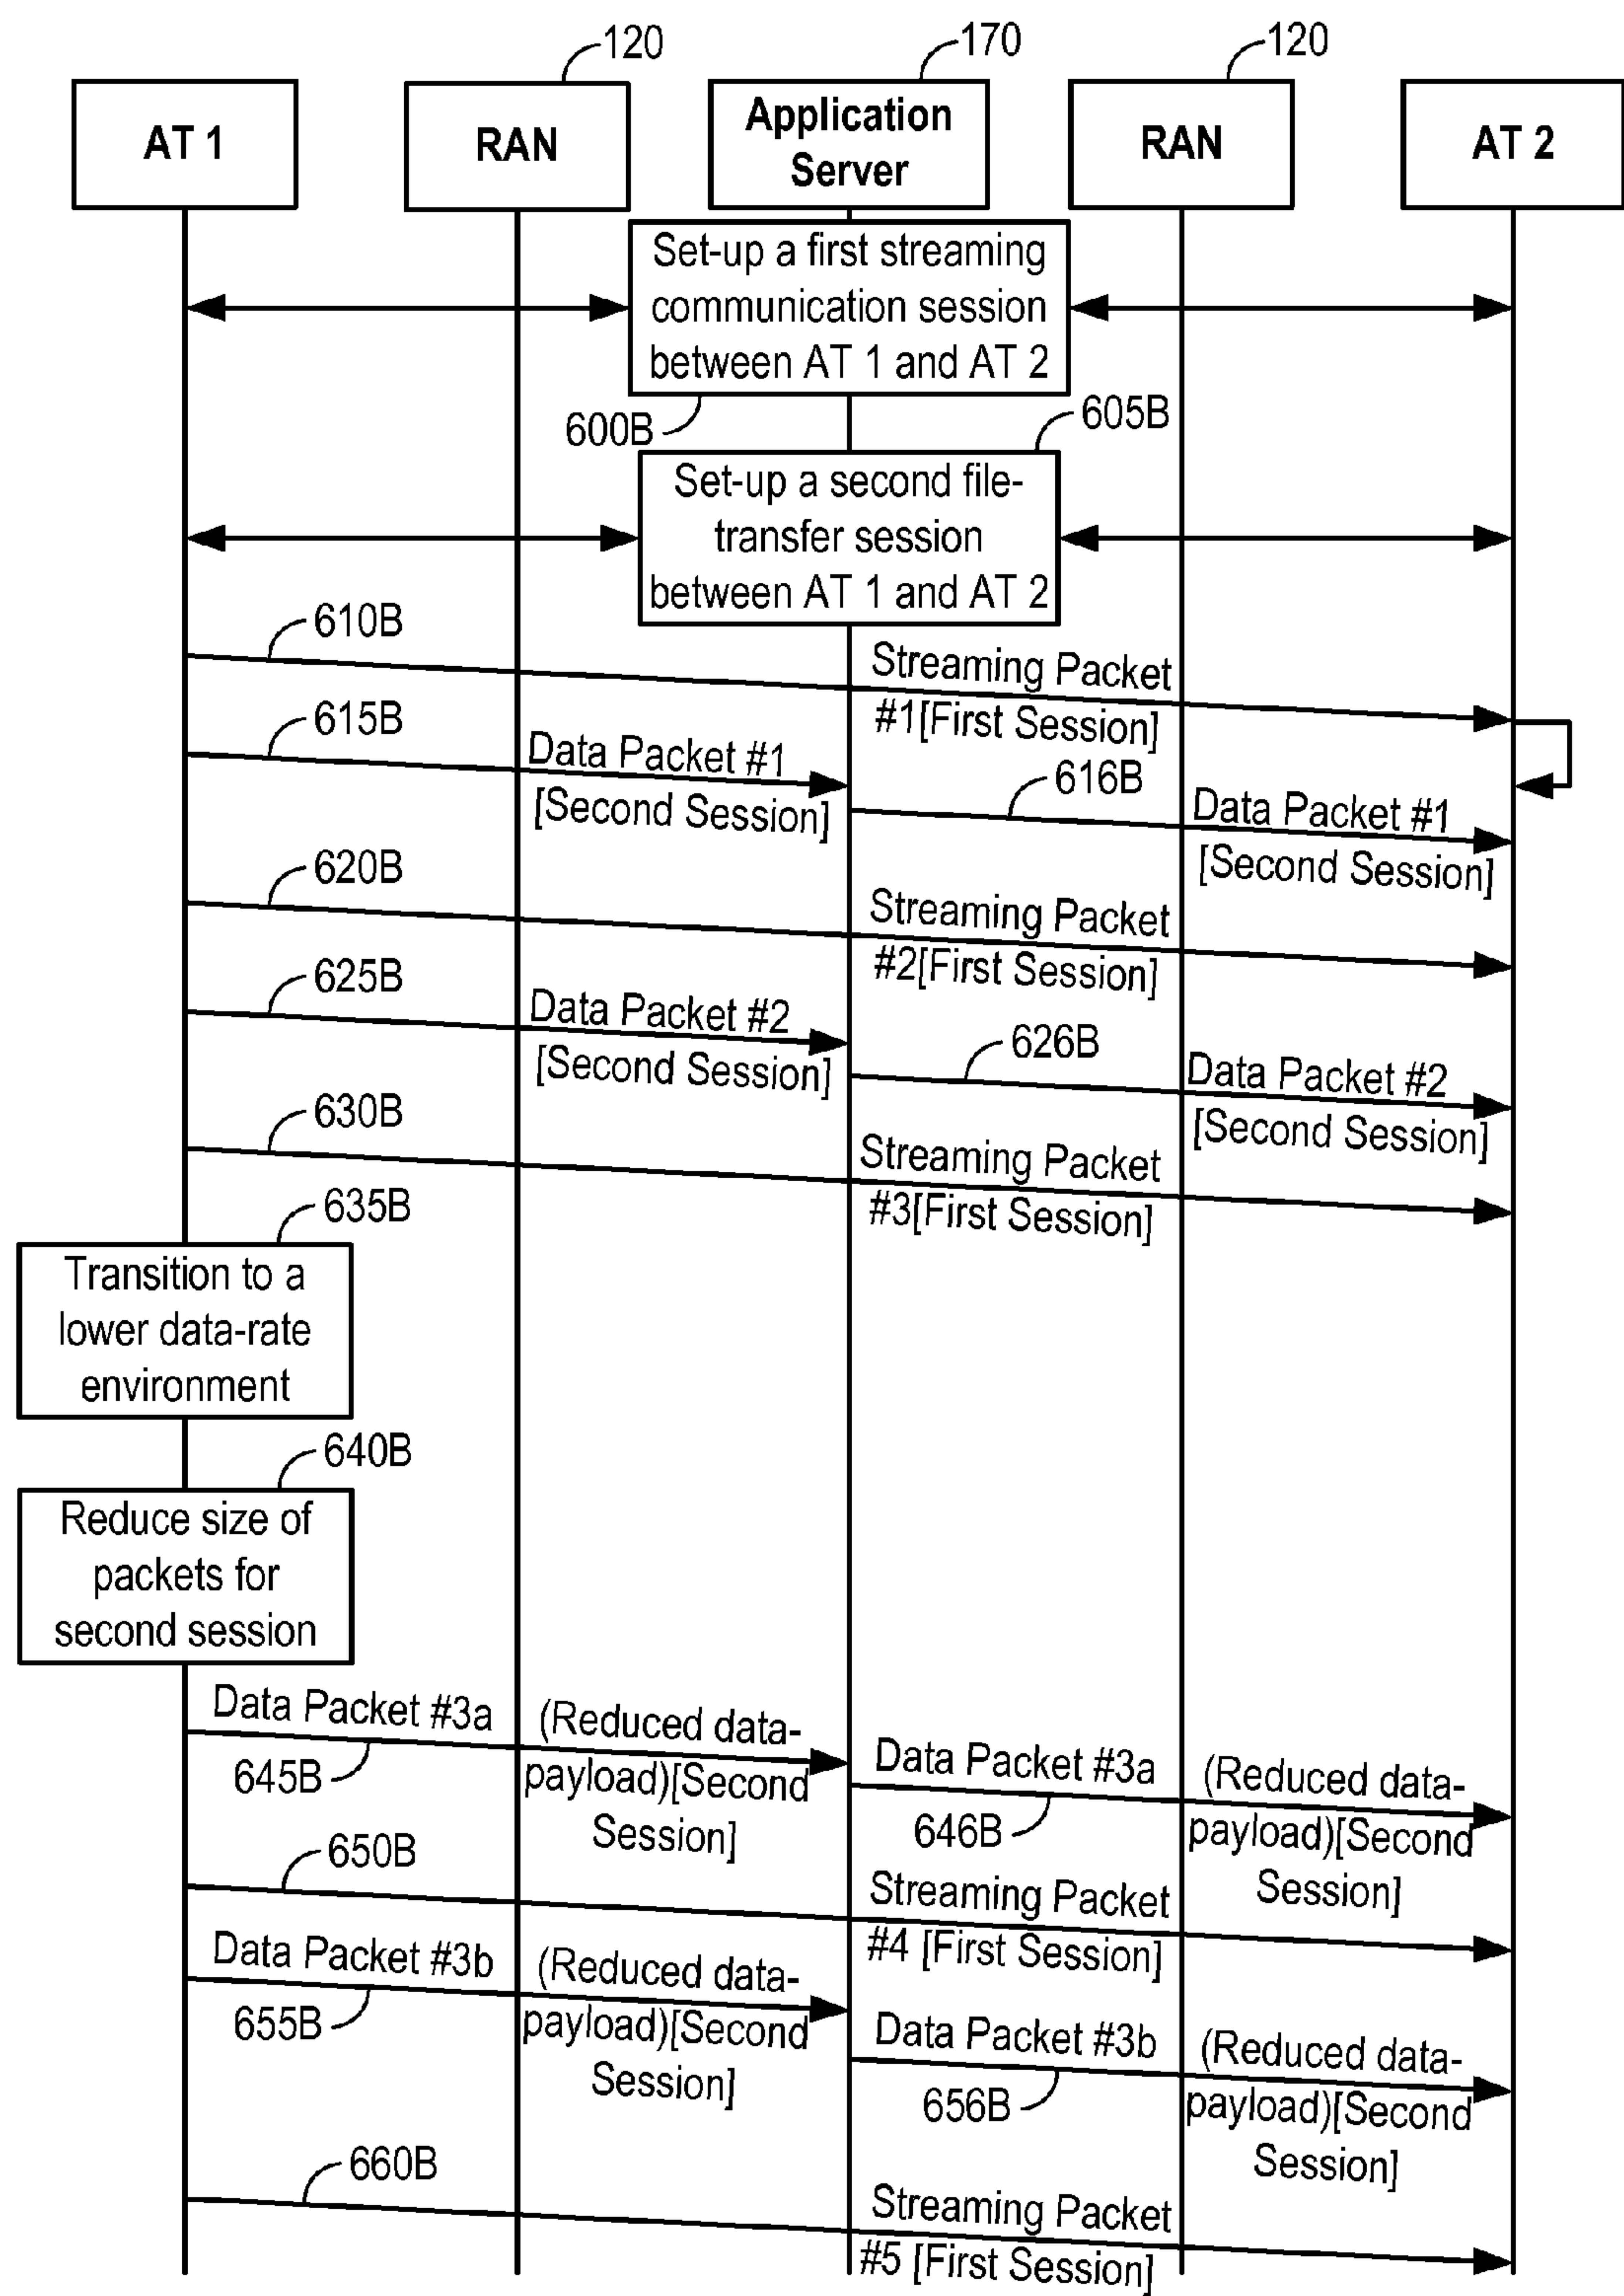 120
170
120
AT 1
RAN
Application
Server
RAN
AT 2
Set-up a first streaming
communication session
between AT 1 and AT 2
600B
605B
Set-up a second file-
transfer session
between AT 1 and AT 2
610B
Streaming Packet
#1[First Session]
615B
Data Packet #1
[Second Session]
616B
Data Packet #1
[Second Session]
620B
Streaming Packet
#2[First Session]
625B
Data Packet #2
[Second Session]
626B
Data Packet #2
[Second Session]
630B
Streaming Packet
#3[First Session]
635B
Transition to a
lower data-rate
environment
640B
Reduce size of
packets for
second session
Data Packet #3a
645B
(Reduced data-
payload)[Second
Session]
Data Packet #3a
646B
(Reduced data-
payload)[Second
Session]
650B
Streaming Packet
#4 [First Session]
Data Packet #3b
655B
(Reduced data-
payload)[Second
Session]
Data Packet #3b
656B
(Reduced data-
payload)[Second
Session]
660B
Streaming Packet
#5 [First Session]